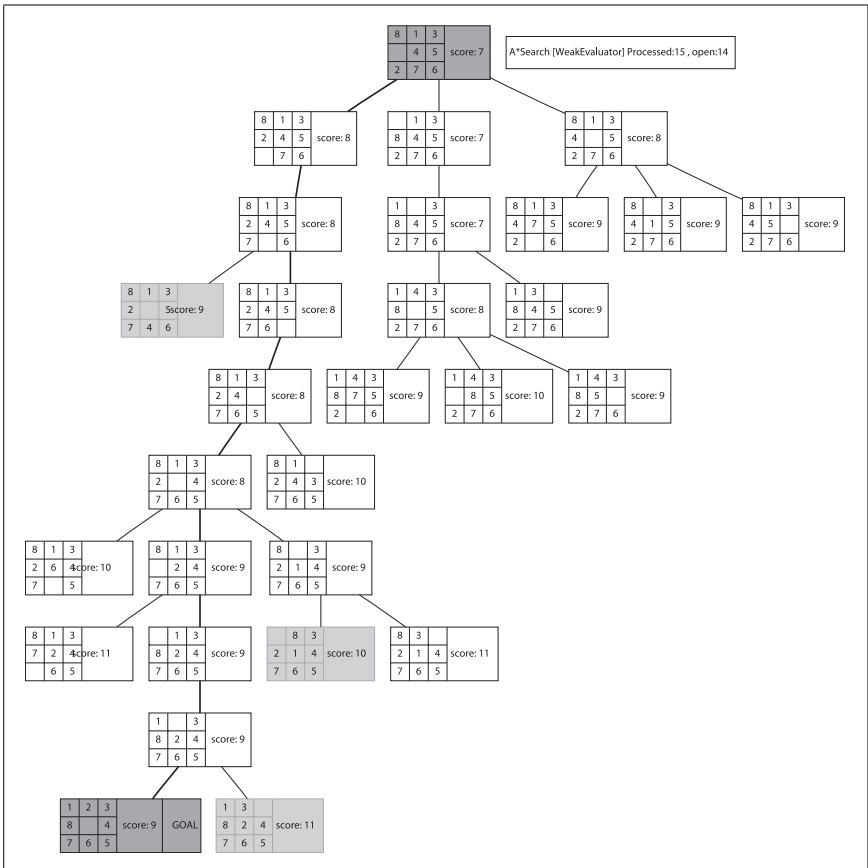 8 1 3
4 5 score: 7
2 7 6
A*Search [WeakEvaluator] Processed:15 , open:14
8 1 3
2 4 5 score: 8
7 6
1 3
8 4 5 score: 7
2 7 6
8 1 3
4 5 score: 8
2 7 6
8 1 3
2 4 5 score: 8
7 6
1 3
8 4 5 score: 7
2 7 6
8 1 3
4 7 5 score: 9
2 6
8 3
4 1 5 score: 9
2 7 6
8 1 3
4 5 score: 9
2 7 6
8 1 3
2 5 score: 9
7 4 6
8 1 3
2 4 5 score: 8
7 6
1 4 3
8 5 score: 8
2 7 6
1 3
8 4 5 score: 9
2 7 6
8 1 3
2 4 score: 8
7 6 5
1 4 3
8 7 5 score: 9
2 6
1 4 3
8 5 score: 10
2 7 6
1 4 3
8 5 score: 9
2 7 6
8 1 3
2 4 score: 8
7 6 5
8 1
2 4 3 score: 10
7 6 5
8 1 3
2 6 4 score: 10
7 5
8 1 3
2 4 score: 9
7 6 5
8 3
2 1 4 score: 9
7 6 5
8 1 3
7 2 4 score: 11
6 5
1 3
8 2 4 score: 9
7 6 5
8 3
2 1 4 score: 10
7 6 5
8 3
2 1 4 score: 11
7 6 5
1 3
8 2 4 score: 9
7 6 5
1 2 3
8 4 score: 9 GOAL
7 6 5
1 3
8 2 4 score: 11
7 6 5